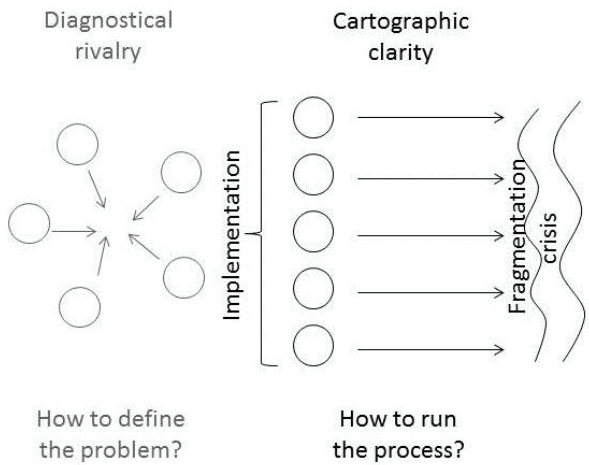 Diagnostical
rivalry
Cartographic
clarity
Implementation
Fragmentation
crisis
How to define
the problem?
How to run
the process?